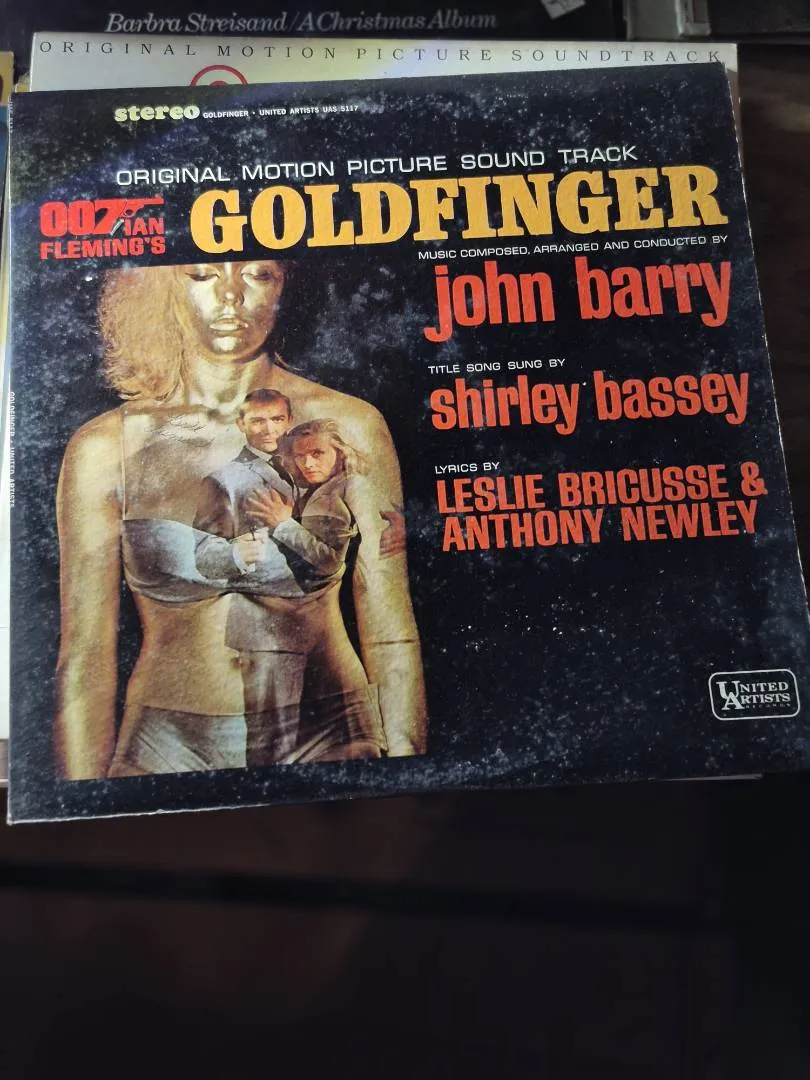 Barbra Streisand / A Christmas Album
ORIGINAL MOTION PICTURE SOUNDTRACK
stereo GOLDFINGER • UNITED ARTISTS UAS 5117
ORIGINAL MOTION PICTURE SOUND TRACK
007 IAN
FLEMING'S
GOLDFINGER
MUSIC COMPOSED, ARRANGED AND CONDUCTED BY
john barry
TITLE SONG SUNG BY
shirley bassey
LYRICS BY
LESLIE BRICUSSE &
ANTHONY NEWLEY
UNITED
ARTISTS
RECORDS